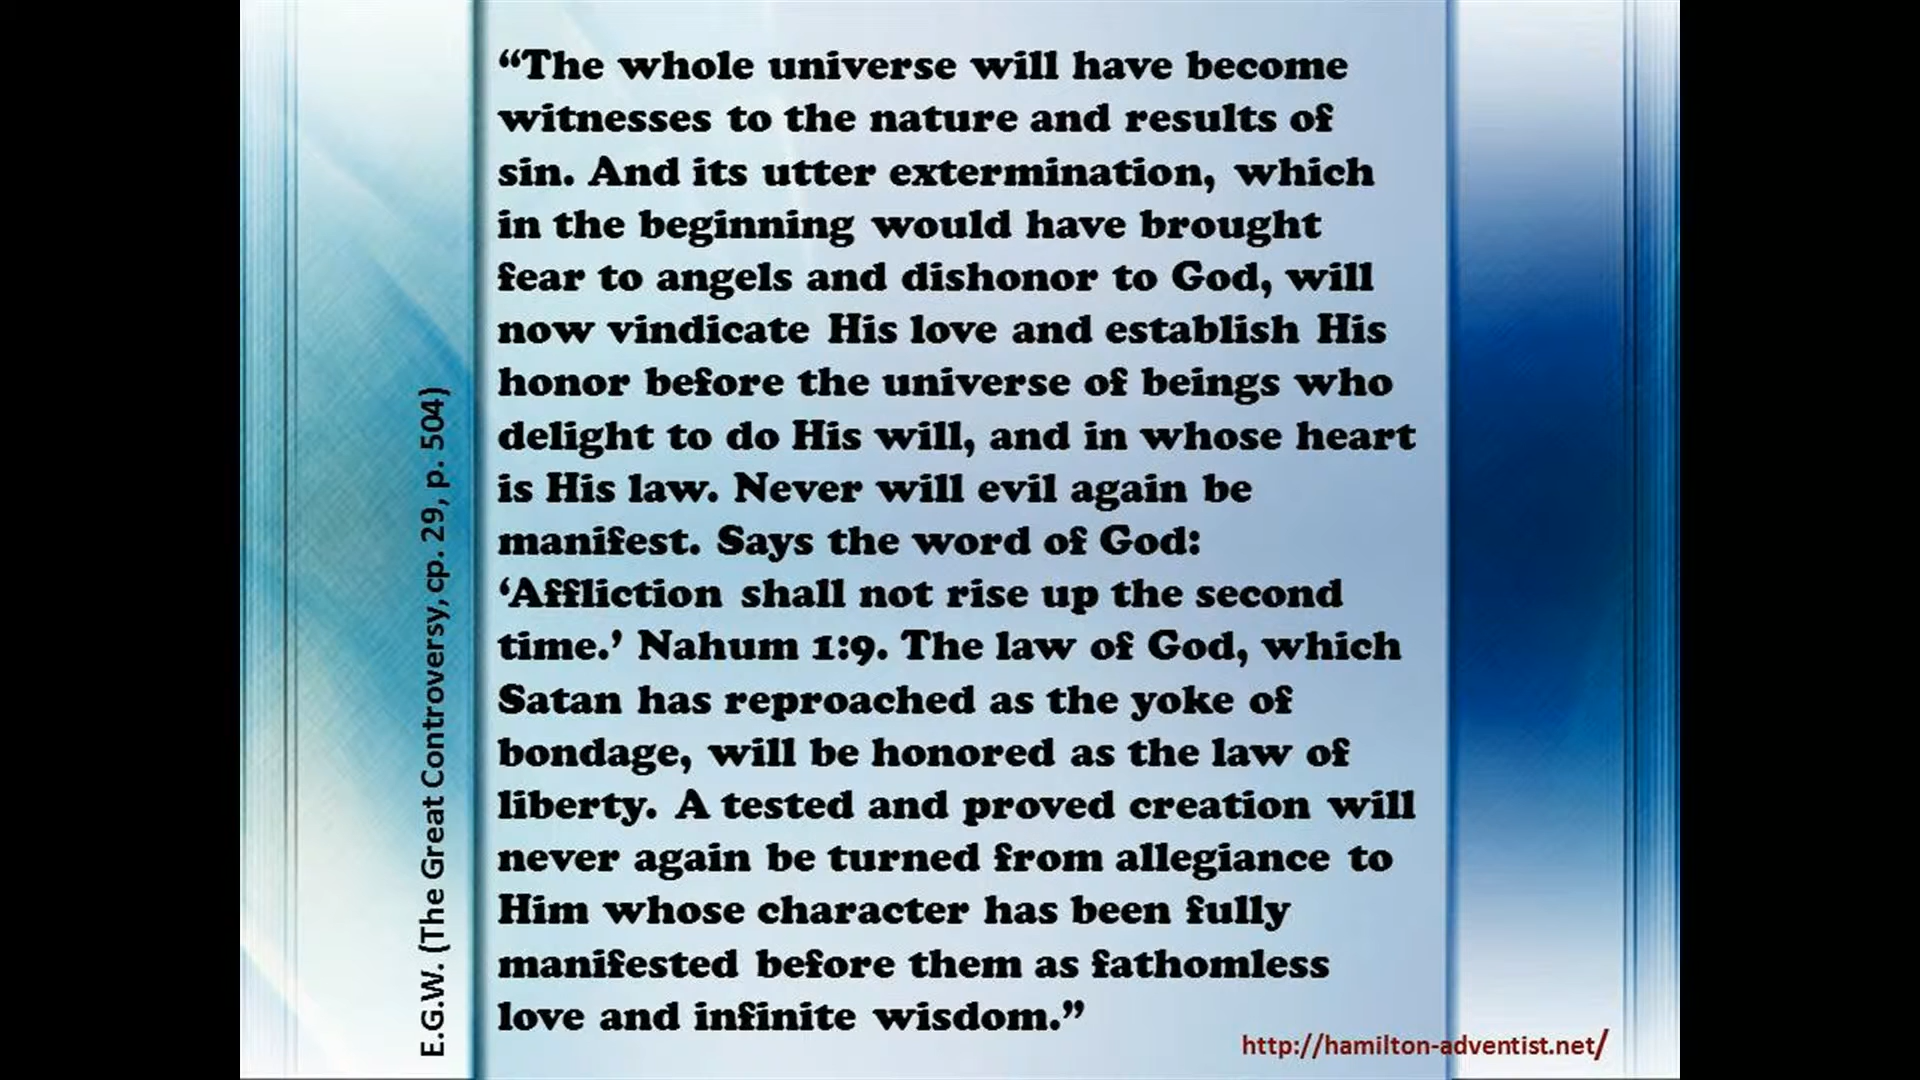 “The whole universe will have become
witnesses to the nature and results of
sin. And its utter extermination, which
in the beginning would have brought
fear to angels and dishonor to God, will
now vindicate His love and establish His
honor before the universe of beings who
delight to do His will, and in whose heart
is His law. Never will evil again be
manifest. Says the word of God:
‘Affliction shall not rise up the second
time.’ Nahum 1:9. The law of God, which
Satan has reproached as the yoke of
bondage, will be honored as the law of
liberty. A tested and proved creation will
never again be turned from allegiance to
Him whose character has been fully
manifested before them as fathomless
love and infinite wisdom.”
E.G.W. (The Great Controversy, cp. 29, p. 504)
http://hamilton-adventist.net/